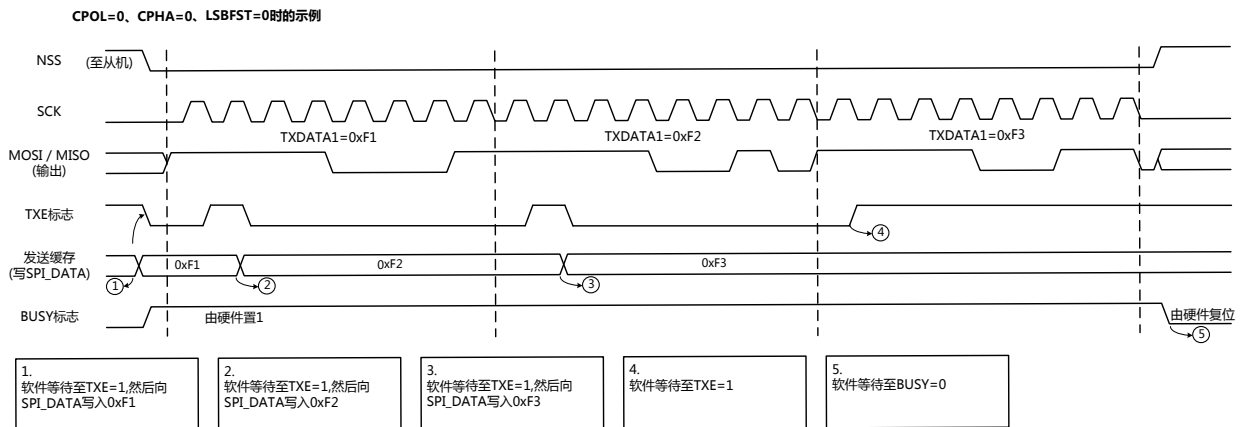 CPOL=0、CPHA=0、LSBFST=0时的示例
NSS (至从机)
SCK
TXDATA1=0xF1 TXDATA1=0xF2 TXDATA1=0xF3
MOSI / MISO
(输出)
TXE标志
④
发送缓存
(写SPI_DATA)
0xF1 0xF2 0xF3
① ② ③
BUSY标志
由硬件置1
由硬件复位
⑤
1.
软件等待至TXE=1,然后向
SPI_DATA写入0xF1
2.
软件等待至TXE=1,然后向
SPI_DATA写入0xF2
3.
软件等待至TXE=1,然后向
SPI_DATA写入0xF3
4.
软件等待至TXE=1
5.
软件等待至BUSY=0